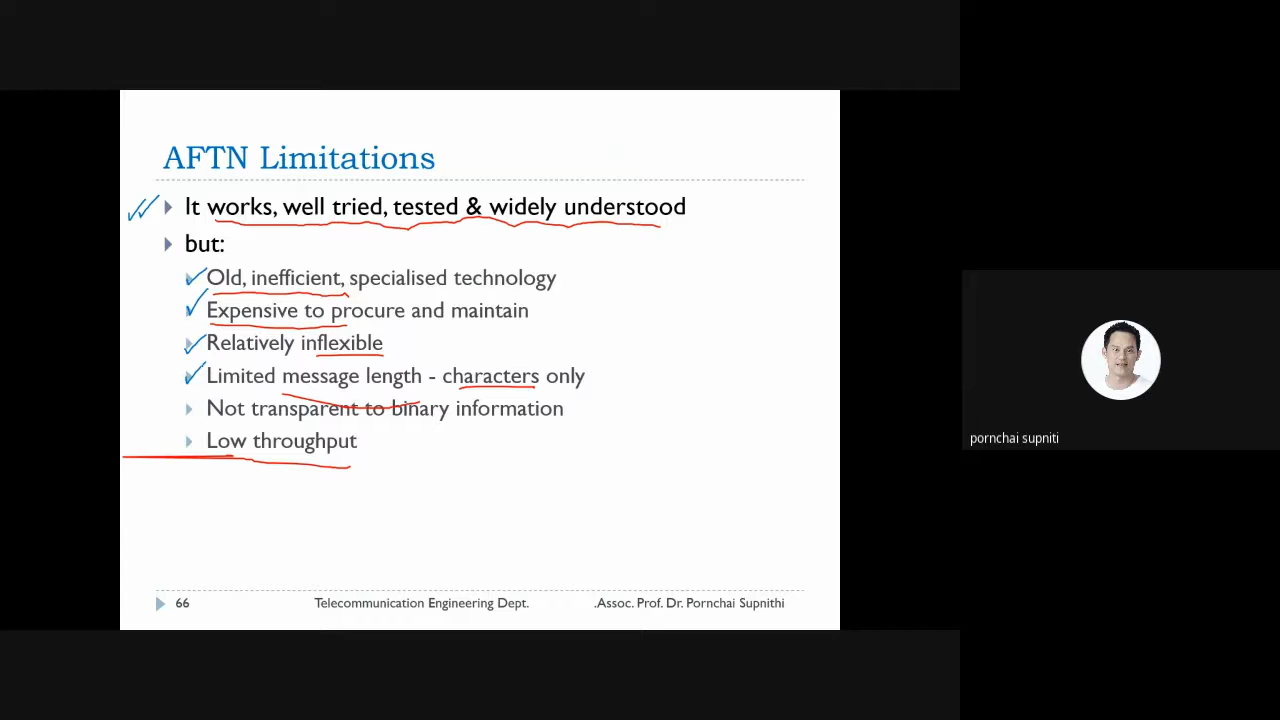 AFTN Limitations
It works, well tried, tested & widely understood
but:
Old, inefficient, specialised technology
Expensive to procure and maintain
Relatively inflexible
Limited message length - characters only
Not transparent to binary information
Low throughput
66 Telecommunication Engineering Dept. .Assoc. Prof. Dr. Pornchai Supnithi
pornchai supniti